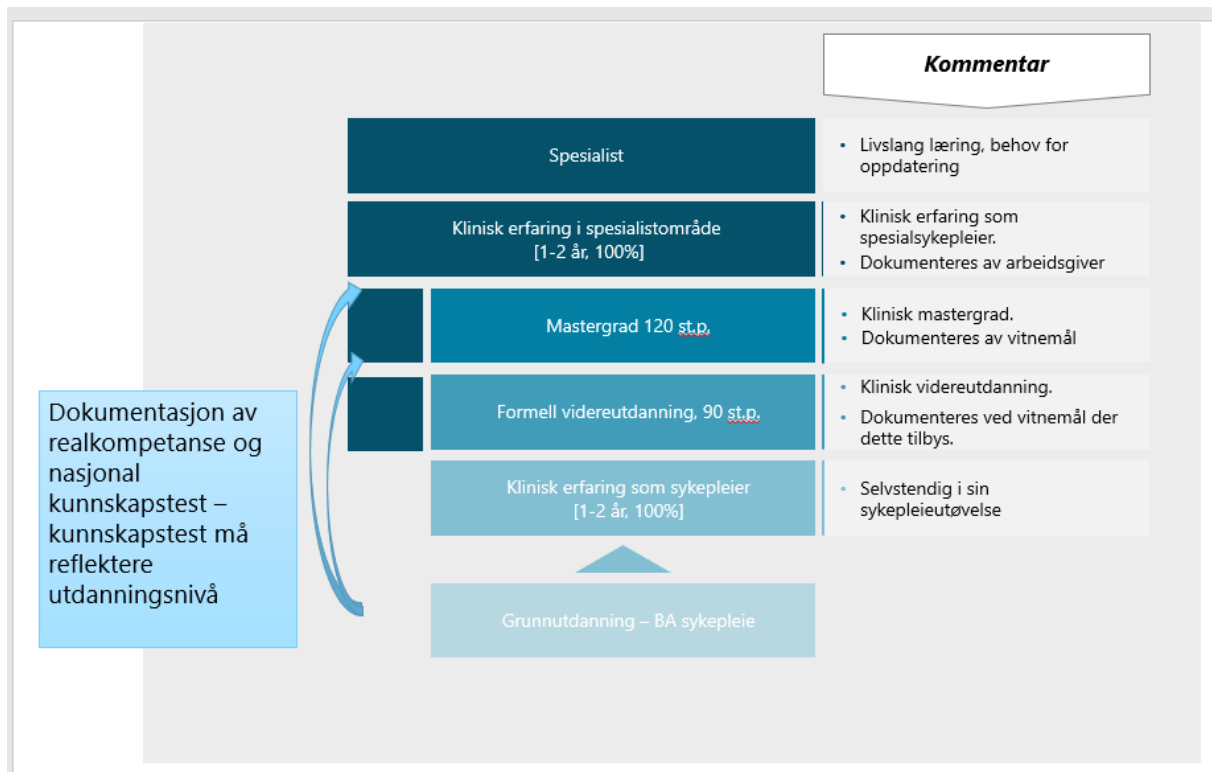 Kommentar
Spesialist
• Livslang læring, behov for
oppdatering
Klinisk erfaring i spesialistområde
[1-2 år, 100%]
• Klinisk erfaring som
spesialsykepleier.
• Dokumenteres av arbeidsgiver
Mastergrad 120 st.p.
• Klinisk mastergrad.
• Dokumenteres av vitnemål
Formell videreutdanning, 90 st.p.
• Klinisk videreutdanning.
• Dokumenteres ved vitnemål der
dette tilbys.
Klinisk erfaring som sykepleier
[1-2 år, 100%]
• Selvstendig i sin
sykepleieutøvelse
Grunnutdanning – BA sykepleie
Dokumentasjon av
realkompetanse og
nasjonal
kunnskapstest –
kunnskapstest må
reflektere
utdanningsnivå